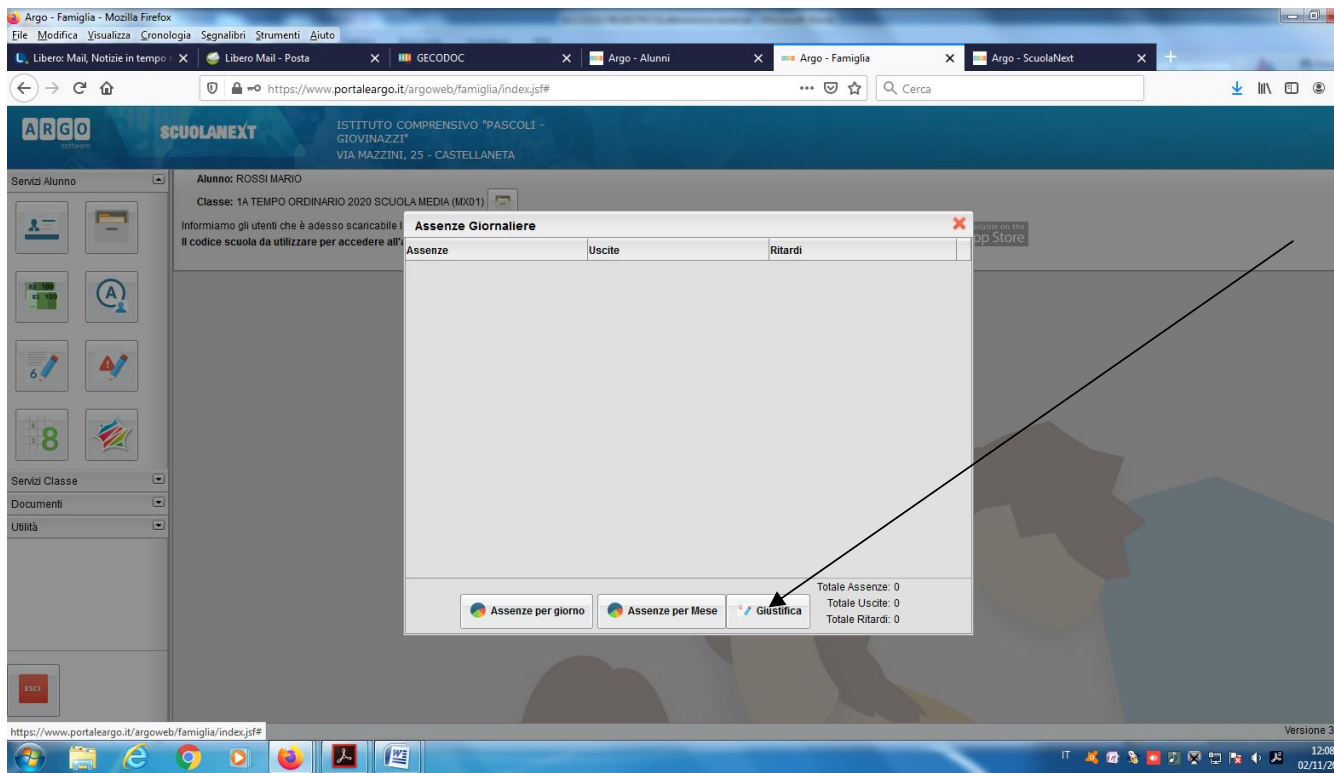 Argo - Famiglia - Mozilla Firefox
File Modifica Visualizza Cronologia Segnalibri Strumenti Aiuto
Libero: Mail, Notizie in tempo
Libero Mail - Posta
GECODOC
Argo - Alunni
Argo - Famiglia
Argo - ScuolaNext
https://www.portaleargo.it/argoweb/famiglia/index.jsf#
Cerca
ARGO
software
SCUOLANEXT
ISTITUTO COMPRENSIVO "PASCOLI -
GIOVINAZZI"
VIA MAZZINI, 25 - CASTELLANETA
Servizi Alunno
Alunno: ROSSI MARIO
Classe: 1A TEMPO ORDINARIO 2020 SCUOLA MEDIA (MX01)
Informiamo gli utenti che è adesso scaricabile l
Il codice scuola da utilizzare per accedere all'
Assenze Giornaliere
Assenze Uscite Ritardi
Servizi Classe
Documenti
Utilità
Assenze per giorno
Assenze per Mese
Giustifica
Totale Assenze: 0
Totale Uscite: 0
Totale Ritardi: 0
ESCI
https://www.portaleargo.it/argoweb/famiglia/index.jsf#
Versione 3
IT
12:08
02/11/20